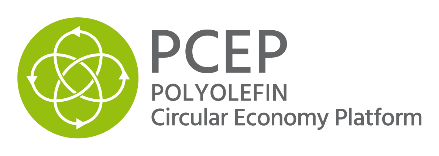 PCEP
POLYOLEFIN
Circular Economy Platform